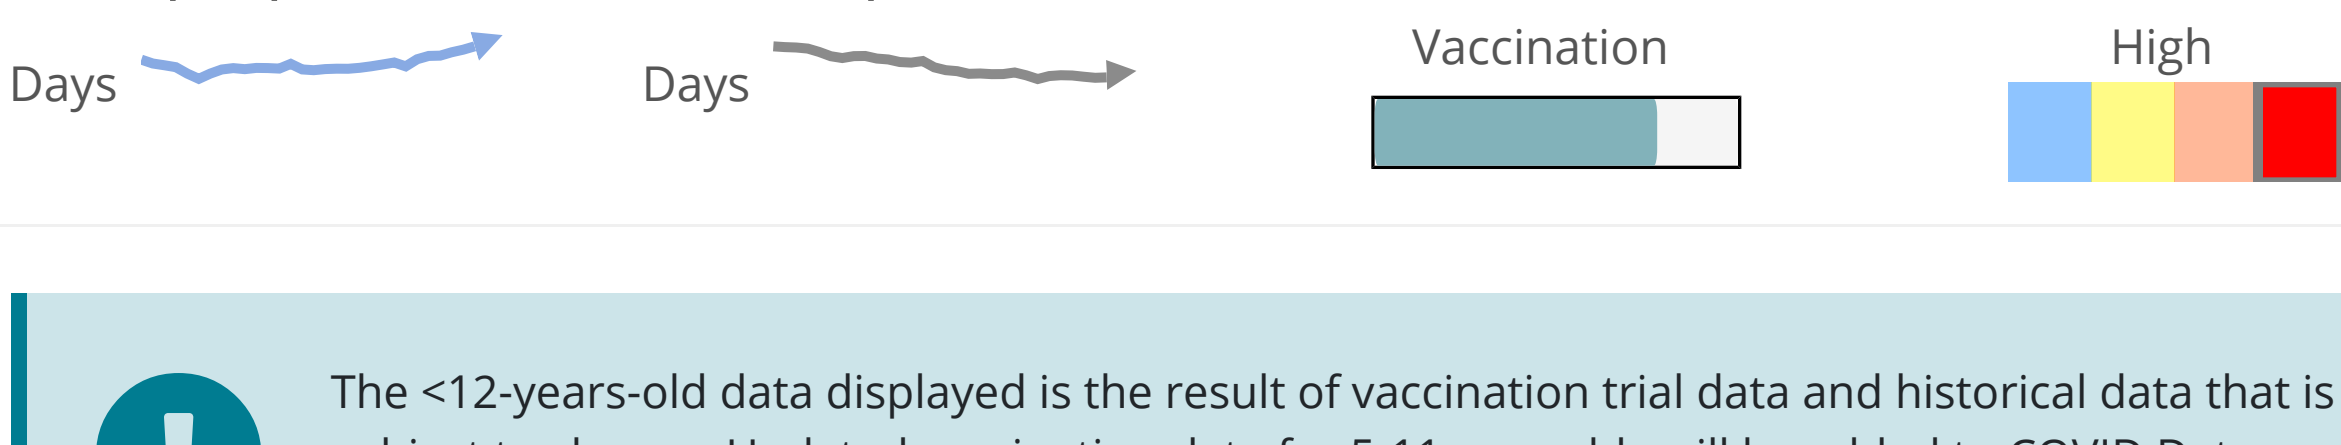 Vaccination
High
Days
Days
The <12-years-old data displayed is the result of vaccination trial data and historical data that is